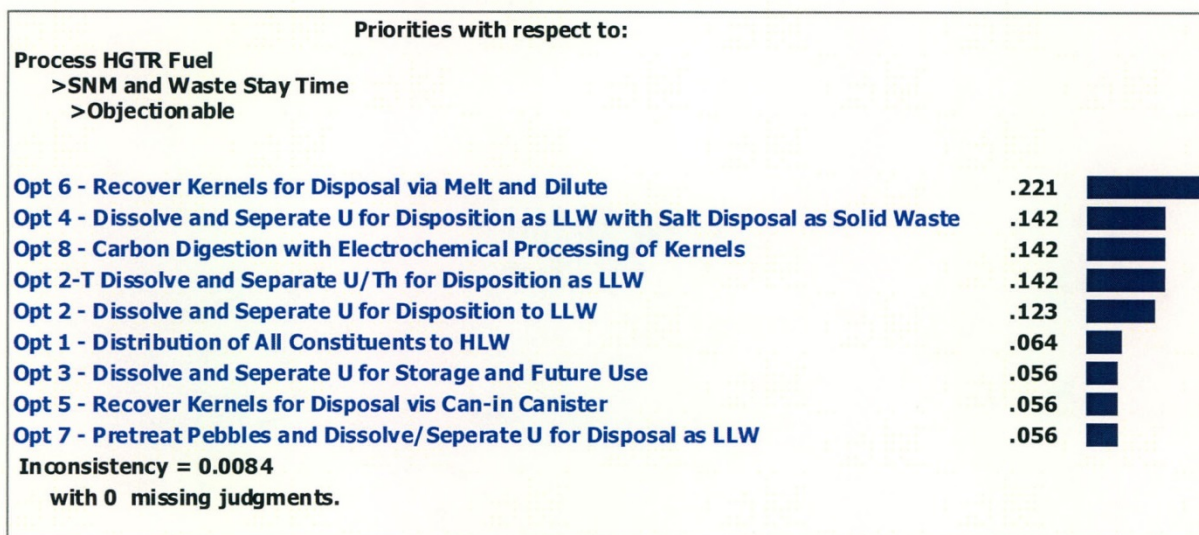 Priorities with respect to:
Process HGTR Fuel
>SNM and Waste Stay Time
>Objectionable
Opt 6 - Recover Kernels for Disposal via Melt and Dilute .221
Opt 4 - Dissolve and Seperate U for Disposition as LLW with Salt Disposal as Solid Waste .142
Opt 8 - Carbon Digestion with Electrochemical Processing of Kernels .142
Opt 2-T Dissolve and Separate U/Th for Disposition as LLW .142
Opt 2 - Dissolve and Seperate U for Disposition to LLW .123
Opt 1 - Distribution of All Constituents to HLW .064
Opt 3 - Dissolve and Seperate U for Storage and Future Use .056
Opt 5 - Recover Kernels for Disposal vis Can-in Canister .056
Opt 7 - Pretreat Pebbles and Dissolve/Seperate U for Disposal as LLW .056
Inconsistency = 0.0084
with 0 missing judgments.